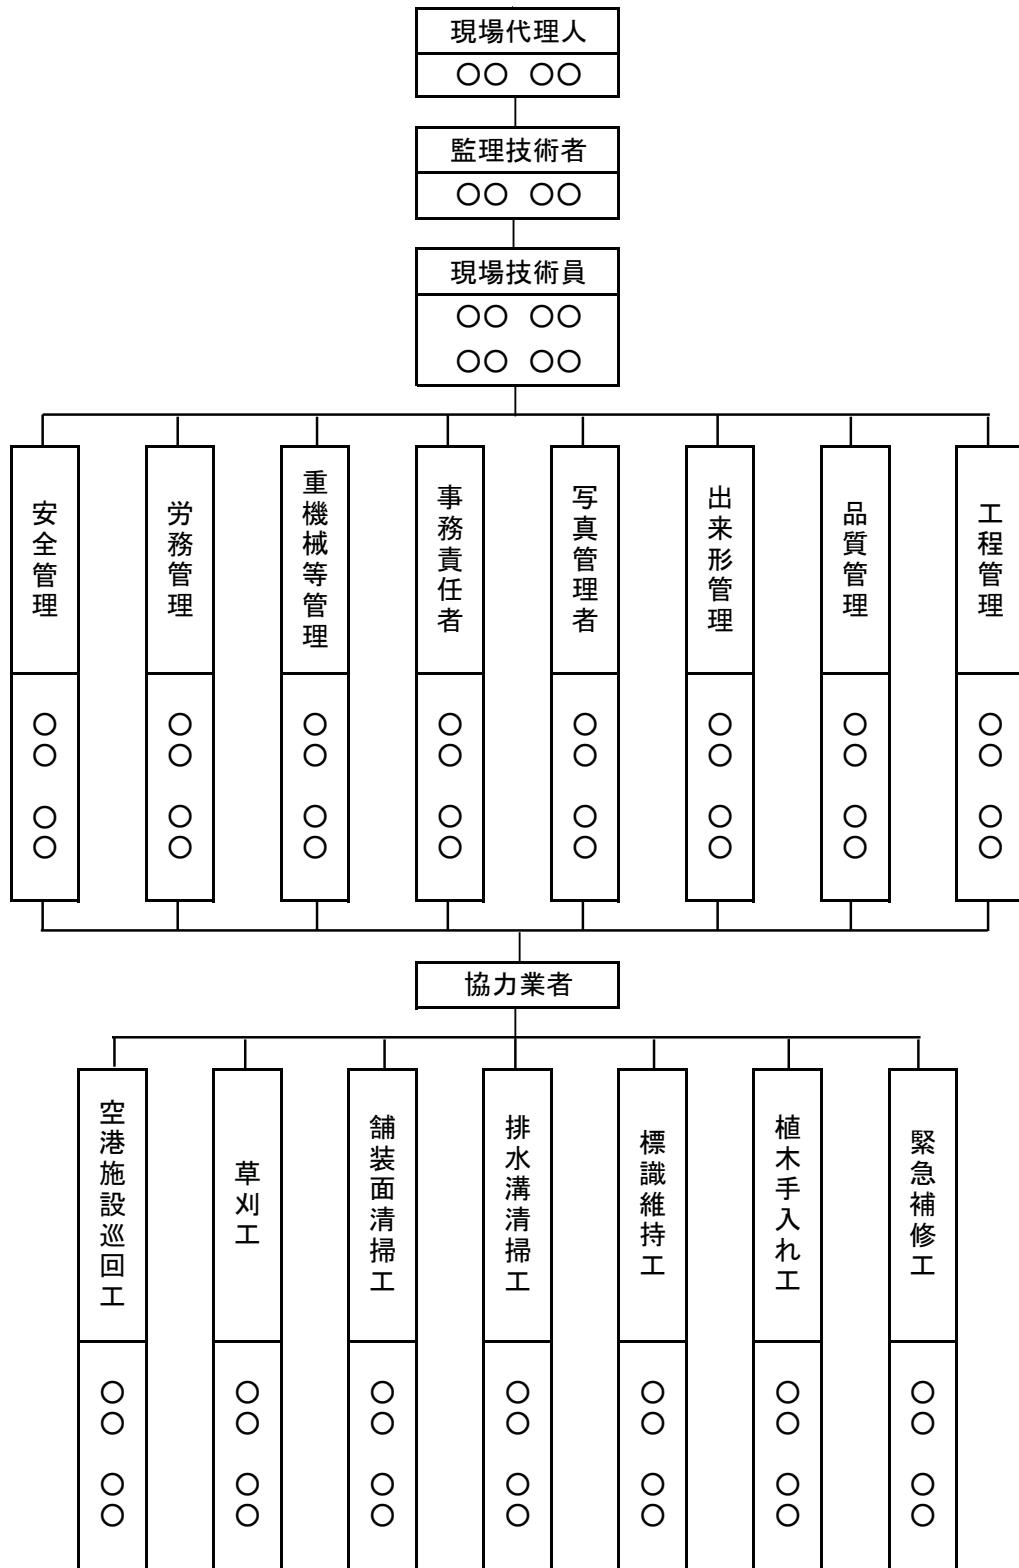 現場代理人
○○ ○○
監理技術者
○○ ○○
現場技術員
○○ ○○
○○ ○○
安全管理
○○ ○○
労務管理
○○ ○○
重機械等管理
○○ ○○
事務責任者
○○ ○○
写真管理者
○○ ○○
出来形管理
○○ ○○
品質管理
○○ ○○
工程管理
○○ ○○
協力業者
空港施設巡回工
○○ ○○
草刈工
○○ ○○
舗装面清掃工
○○ ○○
排水溝清掃工
○○ ○○
標識維持工
○○ ○○
植木手入れ工
○○ ○○
緊急補修工
○○ ○○